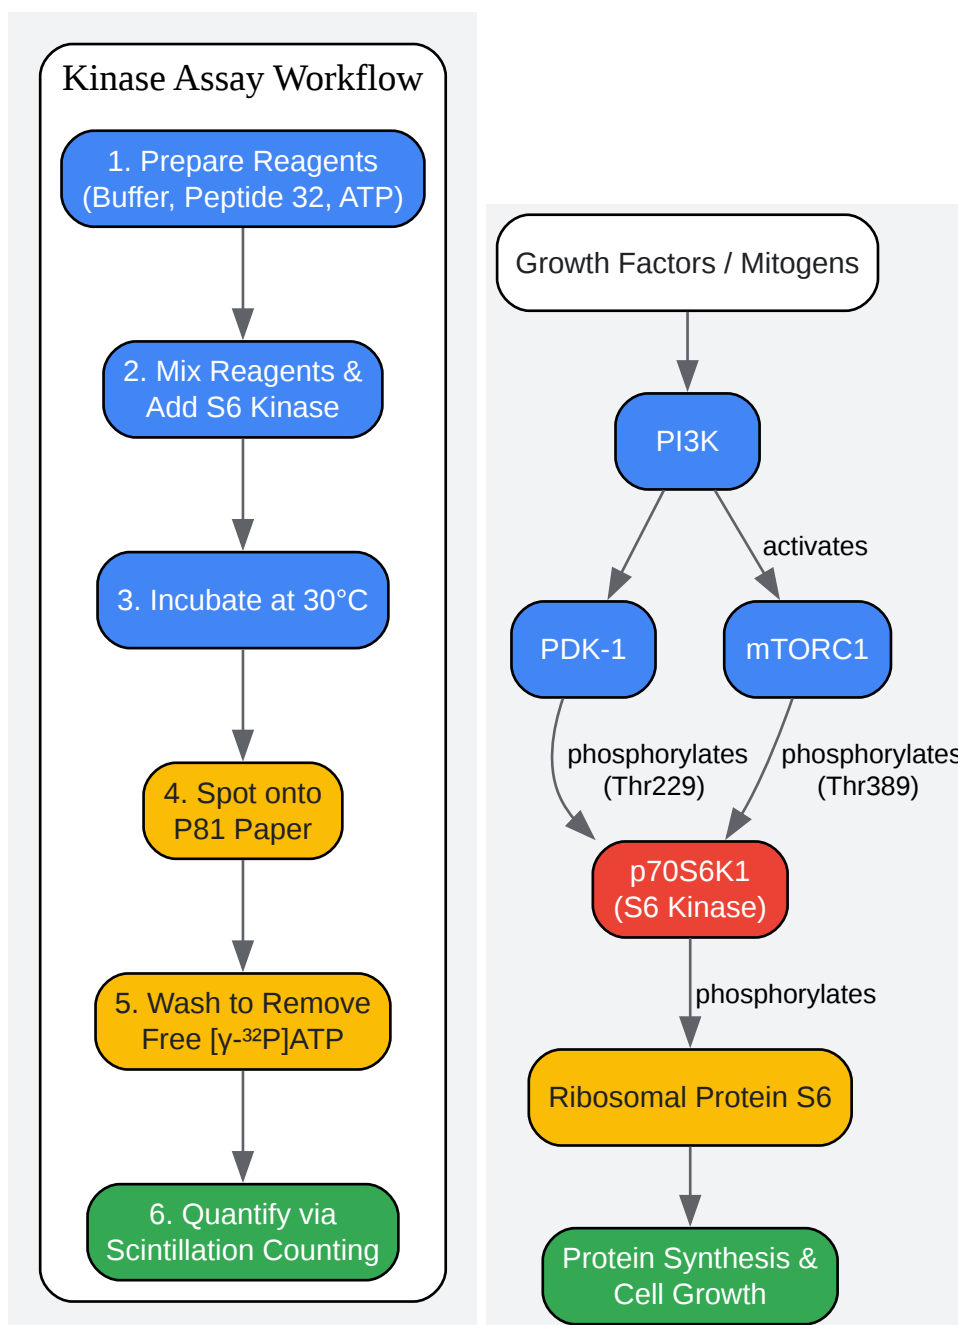 Kinase Assay Workflow
1. Prepare Reagents
(Buffer, Peptide 32, ATP)
2. Mix Reagents &
Add S6 Kinase
3. Incubate at 30°C
4. Spot onto
P81 Paper
5. Wash to Remove
Free [γ-³²P]ATP
6. Quantify via
Scintillation Counting
Growth Factors / Mitogens
PI3K
activates
PDK-1
mTORC1
phosphorylates
(Thr229)
phosphorylates
(Thr389)
p70S6K1
(S6 Kinase)
phosphorylates
Ribosomal Protein S6
Protein Synthesis &
Cell Growth